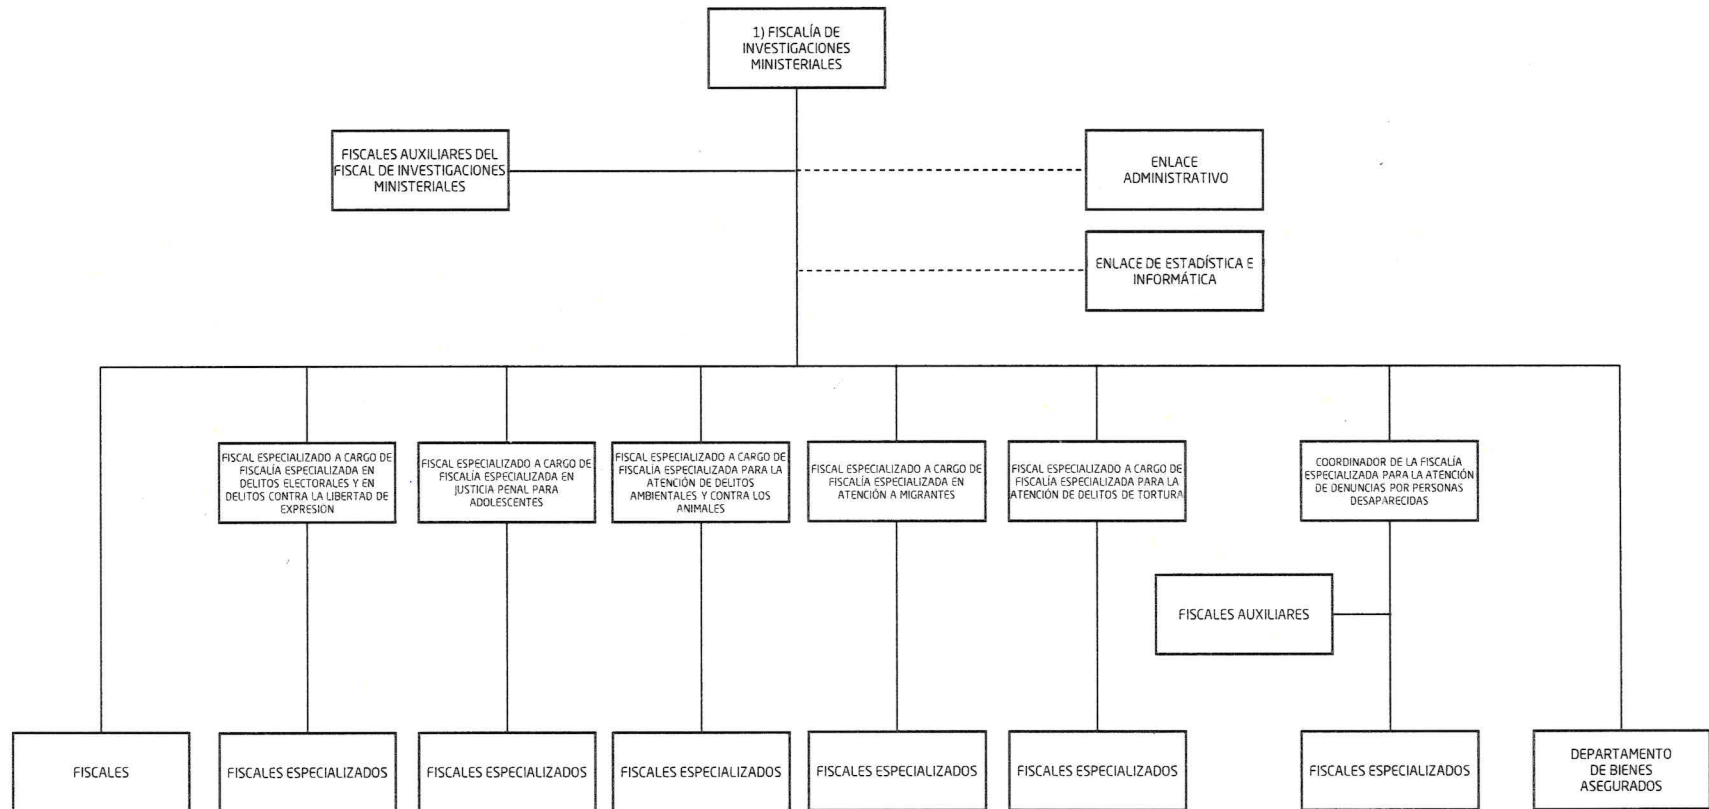 1) FISCALÍA DE
INVESTIGACIONES
MINISTERIALES
FISCALES AUXILIARES DEL
FISCAL DE INVESTIGACIONES
MINISTERIALES
ENLACE
ADMINISTRATIVO
ENLACE DE ESTADÍSTICA E
INFORMÁTICA
FISCAL ESPECIALIZADO A CARGO DE
FISCALÍA ESPECIALIZADA EN
DELITOS ELECTORALES Y EN
DELITOS CONTRA LA LIBERTAD DE
EXPRESION
FISCAL ESPECIALIZADO A CARGO DE
FISCALÍA ESPECIALIZADA EN
JUSTICIA PENAL PARA
ADOLESCENTES
FISCAL ESPECIALIZADO A CARGO DE
FISCALÍA ESPECIALIZADA PARA LA
ATENCIÓN DE DELITOS
AMBIENTALES Y CONTRA LOS
ANIMALES
FISCAL ESPECIALIZADO A CARGO DE
FISCALÍA ESPECIALIZADA EN
ATENCIÓN A MIGRANTES
FISCAL ESPECIALIZADO A CARGO DE
FISCALÍA ESPECIALIZADA PARA LA
ATENCIÓN DE DELITOS DE TORTURA
COORDINADOR DE LA FISCALÍA
ESPECIALIZADA PARA LA ATENCIÓN
DE DENUNCIAS POR PERSONAS
DESAPARECIDAS
FISCALES AUXILIARES
FISCALES
FISCALES ESPECIALIZADOS
FISCALES ESPECIALIZADOS
FISCALES ESPECIALIZADOS
FISCALES ESPECIALIZADOS
FISCALES ESPECIALIZADOS
FISCALES ESPECIALIZADOS
DEPARTAMENTO
DE BIENES
ASEGURADOS